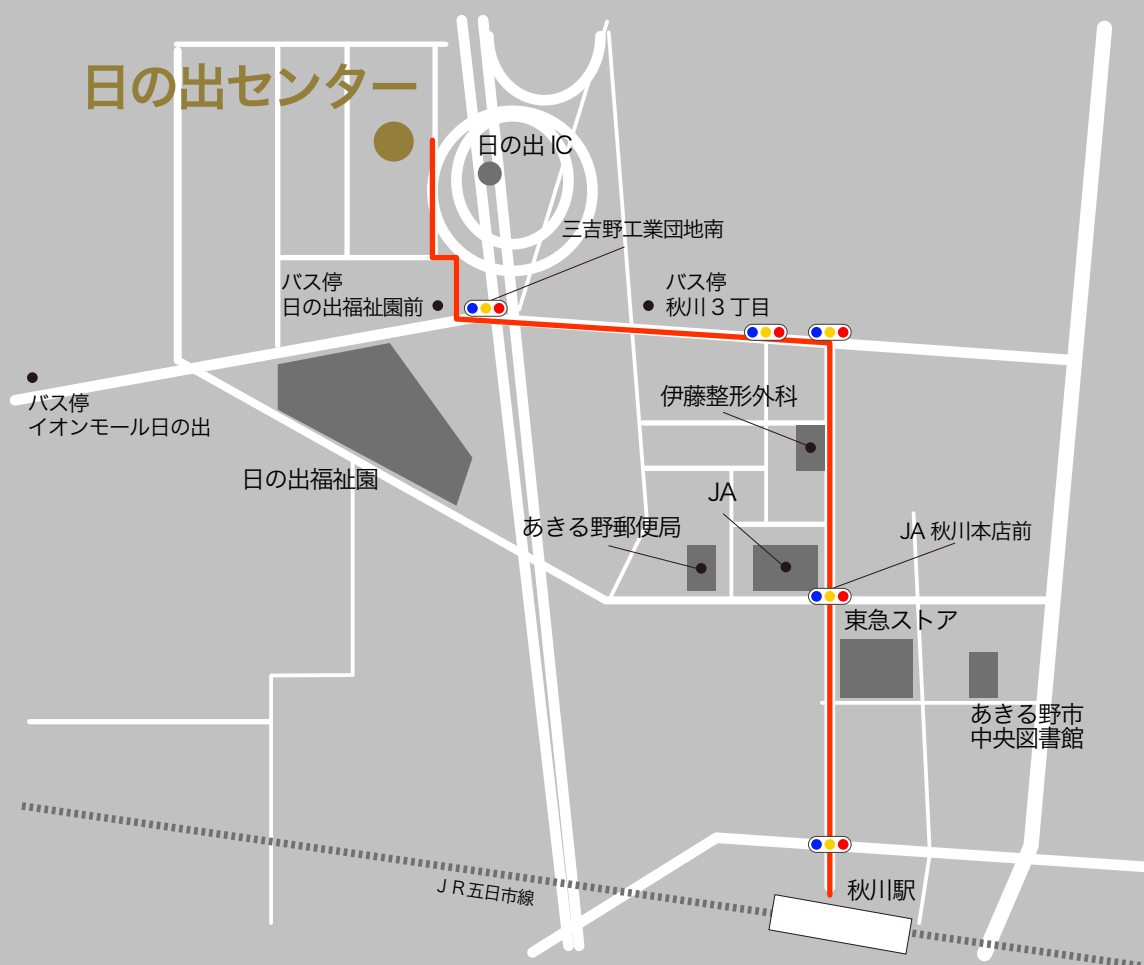 日の出センター
日の出 IC
三吉野工業団地南
バス停
日の出福祉園前
バス停
秋川３丁目
バス停
イオンモール日の出
伊藤整形外科
日の出福祉園
JA
あきる野郵便局
JA 秋川本店前
東急ストア
あきる野市
中央図書館
ＪＲ五日市線
秋川駅